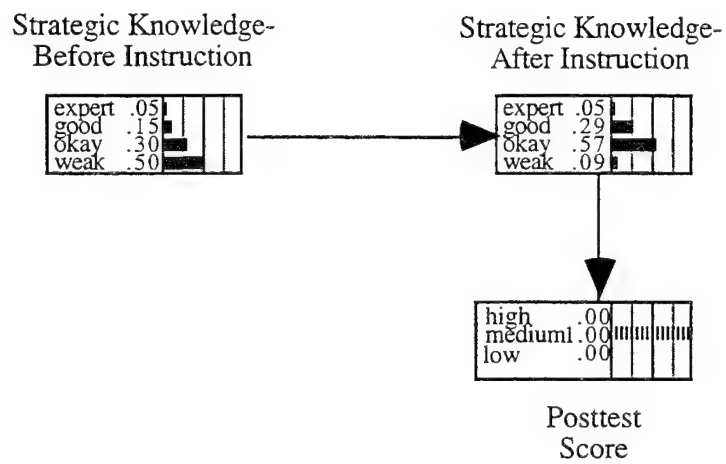 Strategic Knowledge-
Before Instruction
expert .05
good .15
okay .30
weak .50
Strategic Knowledge-
After Instruction
expert .05
good .29
okay .57
weak .09
high .00
medium1.00
low .00
Posttest
Score